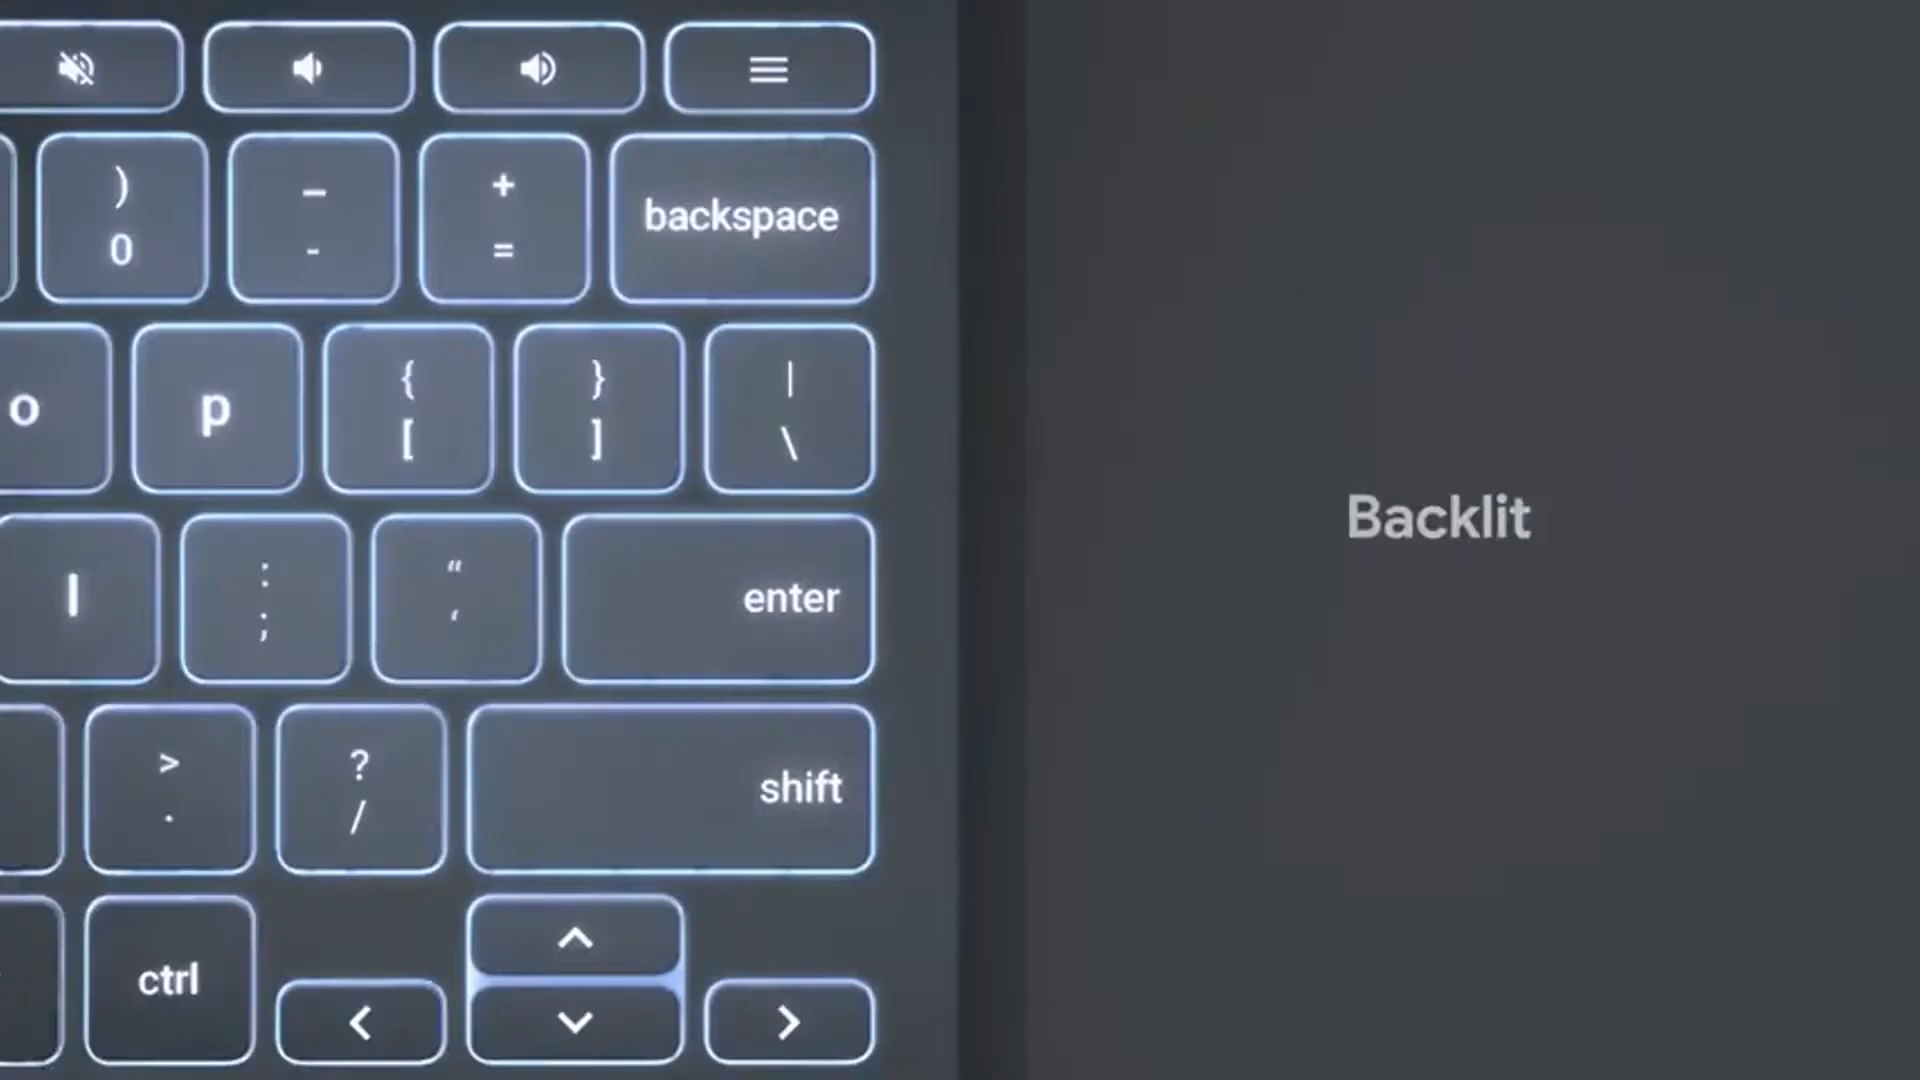 )
0
_
-
+
=
backspace
o
p
{
[
}
]
|
\
l
:
;
“
‘
enter
>
.
?
/
shift
ctrl
Backlit